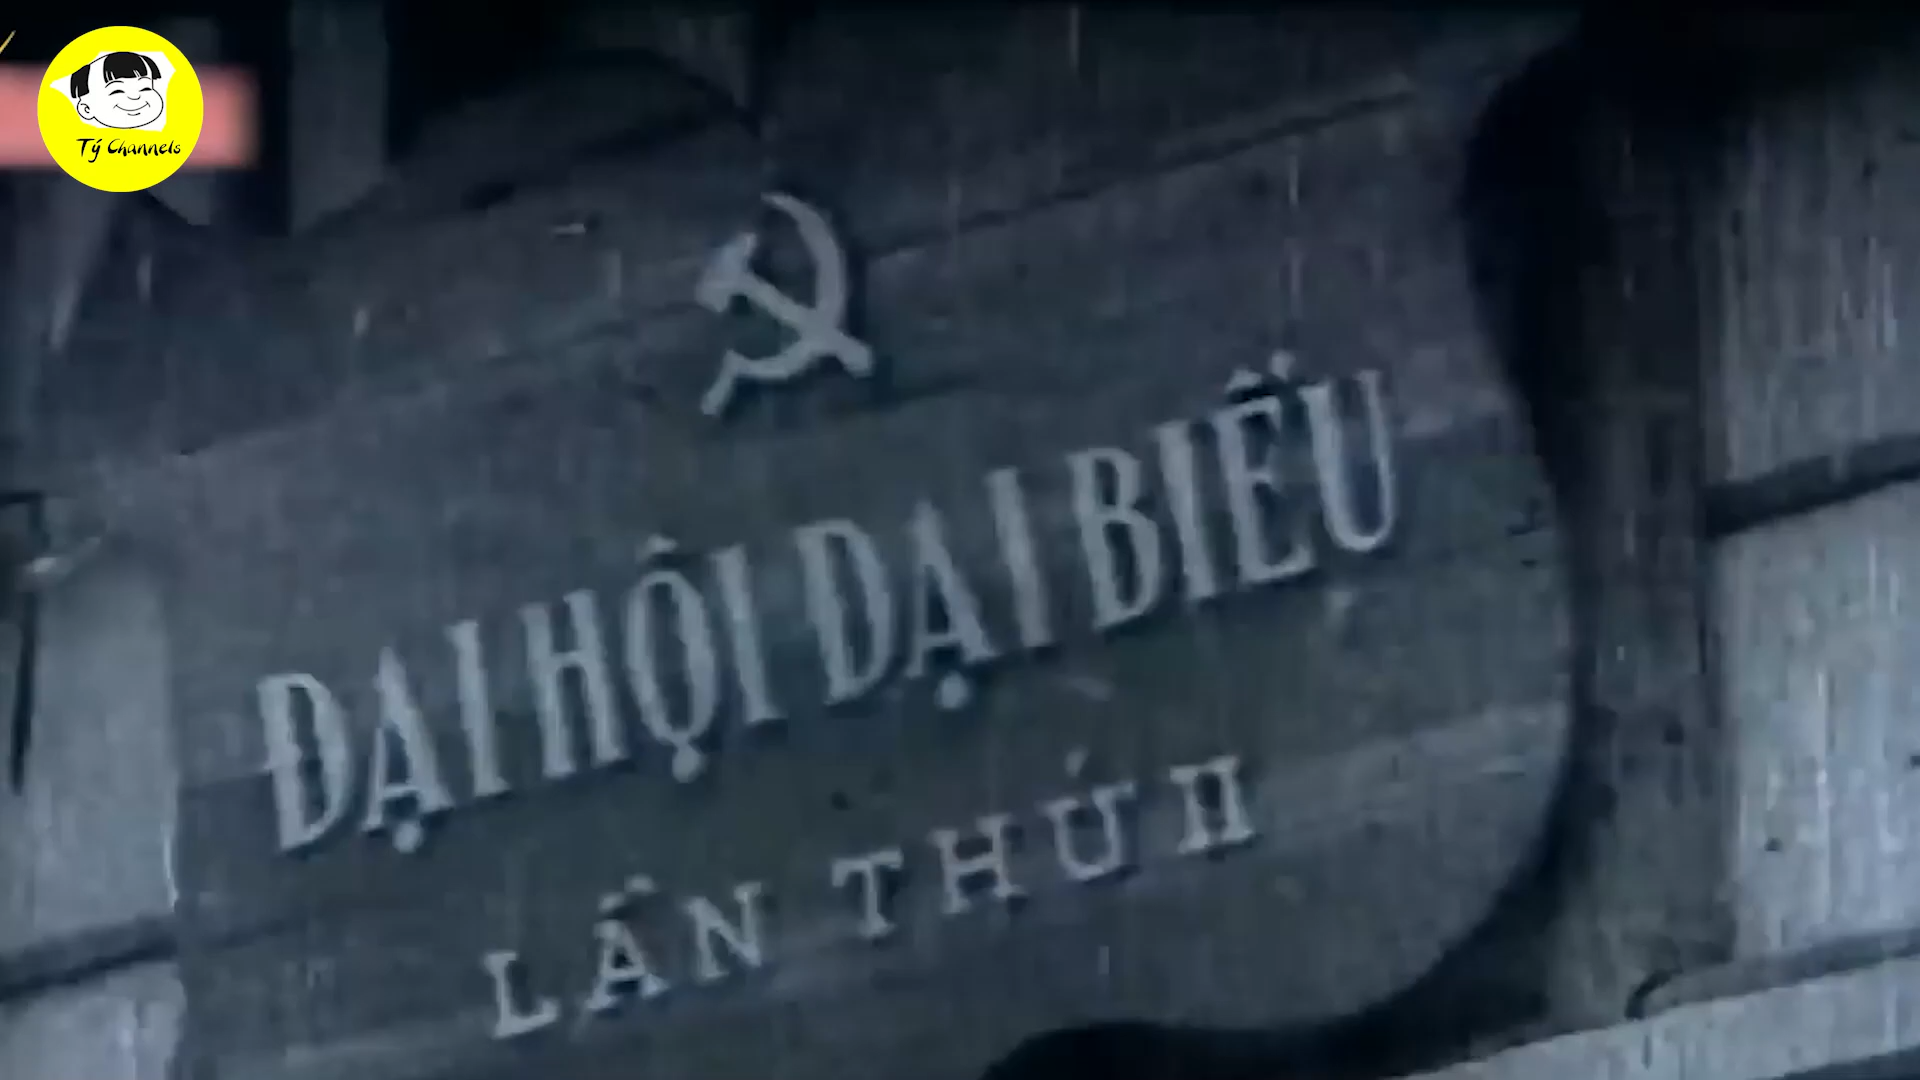 Tý Channels
ĐẠI HỘI ĐẠI BIỂU
LẦN THỨ II